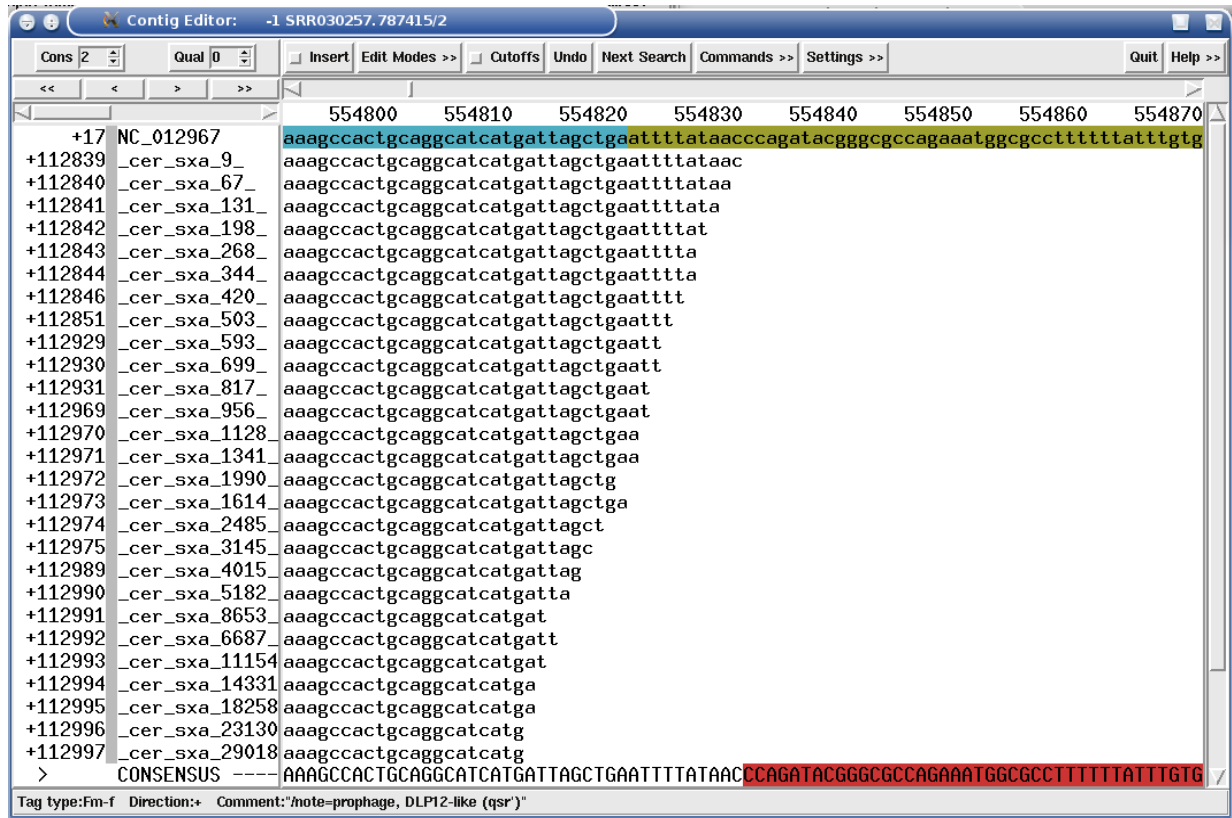 Contig Editor: -1 SRR030257.787415/2
Cons 2 Qual 0 Insert Edit Modes >> Cutoffs Undo Next Search Commands >> Settings >> Quit Help >>
<< < > >>
554800 554810 554820 554830 554840 554850 554860 554870
+17 NC_012967 aaagccactgcaggcatcatgattagctgaattttataacccagatacgggcgccagaaatggcgccttttttatttgtg
+112839 _cer_sxa_9_ aaagccactgcaggcatcatgattagctgaattttataac
+112840 _cer_sxa_67_ aaagccactgcaggcatcatgattagctgaattttataa
+112841 _cer_sxa_131_ aaagccactgcaggcatcatgattagctgaattttata
+112842 _cer_sxa_198_ aaagccactgcaggcatcatgattagctgaattttat
+112843 _cer_sxa_268_ aaagccactgcaggcatcatgattagctgaatttta
+112844 _cer_sxa_344_ aaagccactgcaggcatcatgattagctgaatttta
+112846 _cer_sxa_420_ aaagccactgcaggcatcatgattagctgaatttt
+112851 _cer_sxa_503_ aaagccactgcaggcatcatgattagctgaattt
+112929 _cer_sxa_593_ aaagccactgcaggcatcatgattagctgaatt
+112930 _cer_sxa_699_ aaagccactgcaggcatcatgattagctgaatt
+112931 _cer_sxa_817_ aaagccactgcaggcatcatgattagctgaat
+112969 _cer_sxa_956_ aaagccactgcaggcatcatgattagctgaat
+112970 _cer_sxa_1128_ aaagccactgcaggcatcatgattagctgaa
+112971 _cer_sxa_1341_ aaagccactgcaggcatcatgattagctgaa
+112972 _cer_sxa_1990_ aaagccactgcaggcatcatgattagctg
+112973 _cer_sxa_1614_ aaagccactgcaggcatcatgattagctga
+112974 _cer_sxa_2485_ aaagccactgcaggcatcatgattagct
+112975 _cer_sxa_3145_ aaagccactgcaggcatcatgattagc
+112989 _cer_sxa_4015_ aaagccactgcaggcatcatgattag
+112990 _cer_sxa_5182_ aaagccactgcaggcatcatgatta
+112991 _cer_sxa_8653_ aaagccactgcaggcatcatgat
+112992 _cer_sxa_6687_ aaagccactgcaggcatcatgatt
+112993 _cer_sxa_11154 aaagccactgcaggcatcatgat
+112994 _cer_sxa_14331 aaagccactgcaggcatcatga
+112995 _cer_sxa_18258 aaagccactgcaggcatcatga
+112996 _cer_sxa_23130 aaagccactgcaggcatcatg
+112997 _cer_sxa_29018 aaagccactgcaggcatcatg
> CONSENSUS ---- AAAGCCACTGCAGGCATCATGATTAGCTGAATTTTATAACCCAGATACGGGCGCCAGAAATGGCGCCTTTTTTATTTGTG
Tag type:Fm-f Direction:+ Comment:"/note=prophage, DLP12-like (qsr')"